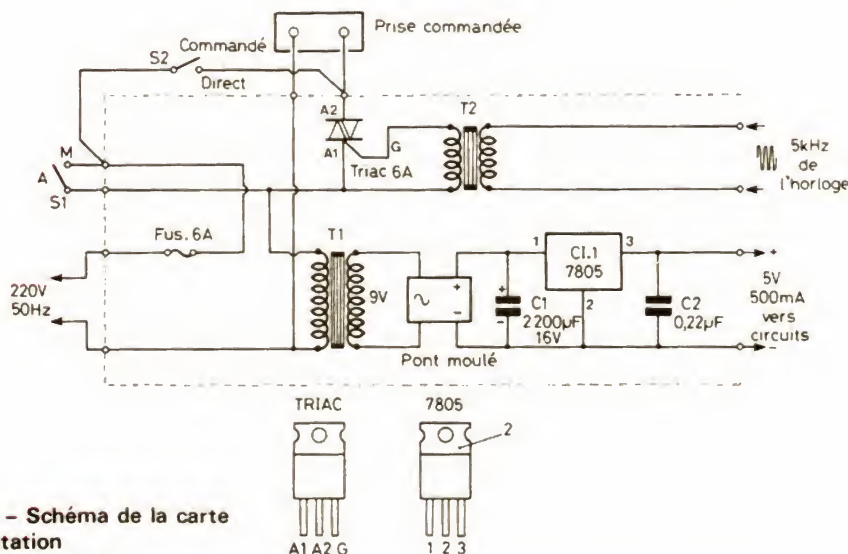 Prise commandée
S2
Commandé
Direct
A2
A1
G
Triac 6A
T2
5kHz
de
l'horloge
M
A
S1
Fus. 6A
T1
220V
50Hz
9V
Pont moulé
+
−
+
−
C1
2200µF
16V
1
CI.1
7805
3
2
C2
0,22µF
+
5V
500mA
vers
circuits
−
TRIAC
7805
2
A1 A2 G
1 2 3
– Schéma de la carte
tation